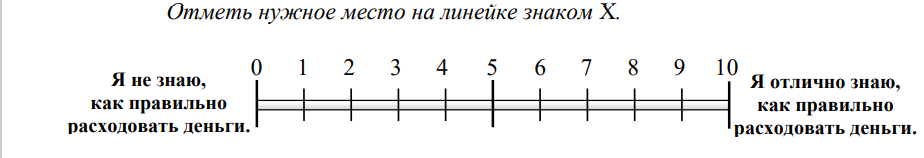 Отметь нужное место на линейке знаком X.
0 1 2 3 4 5 6 7 8 9 10
Я не знаю,
как правильно
расходовать деньги.
Я отлично знаю,
как правильно
расходовать деньги.